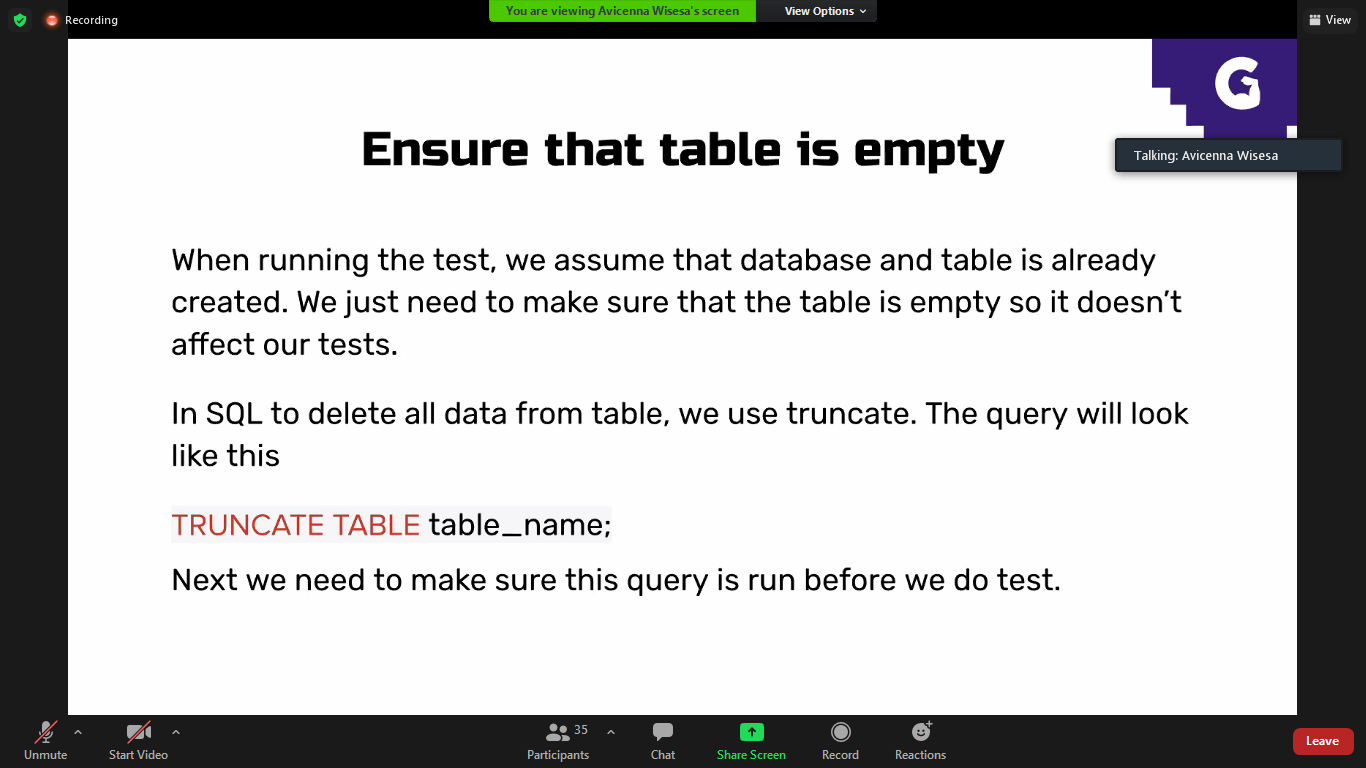 Recording
You are viewing Avicenna Wisesa's screen
View Options
View
G
Ensure that table is empty
Talking: Avicenna Wisesa
When running the test, we assume that database and table is already
created. We just need to make sure that the table is empty so it doesn’t
affect our tests.
In SQL to delete all data from table, we use truncate. The query will look
like this
TRUNCATE TABLE table_name;
Next we need to make sure this query is run before we do test.
Unmute
Start Video
35
Participants
Chat
Share Screen
Record
Reactions
Leave